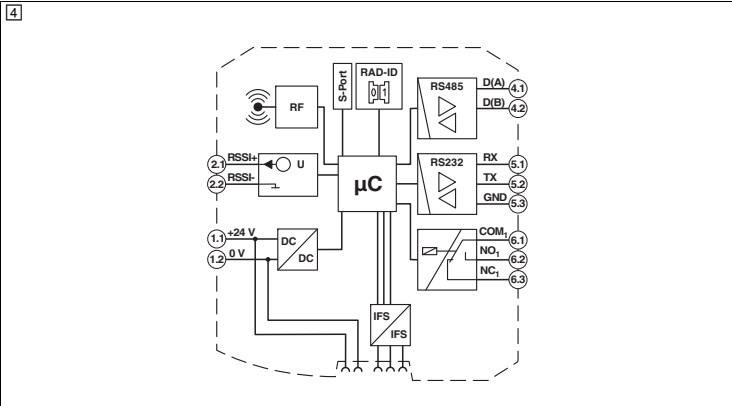 4
S-Port
RAD-ID
0 1
RF
RS485
D(A) 4.1
D(B) 4.2
2.1 RSSI+
U
2.2 RSSI-
µC
RS232
RX 5.1
TX 5.2
GND 5.3
1.1 +24 V
1.2 0 V
DC
DC
COM1 6.1
NO1 6.2
NC1 6.3
IFS
IFS